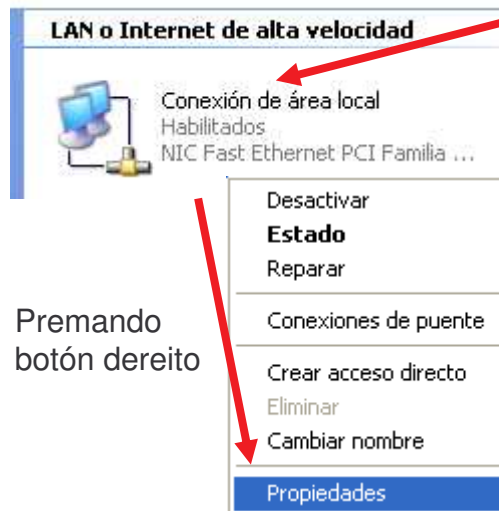 LAN o Internet de alta velocidad
Conexión de área local
Habilitados
NIC Fast Ethernet PCI Familia ...
Desactivar
Estado
Reparar
Conexiones de puente
Crear acceso directo
Eliminar
Cambiar nombre
Propiedades
Premando
botón dereito